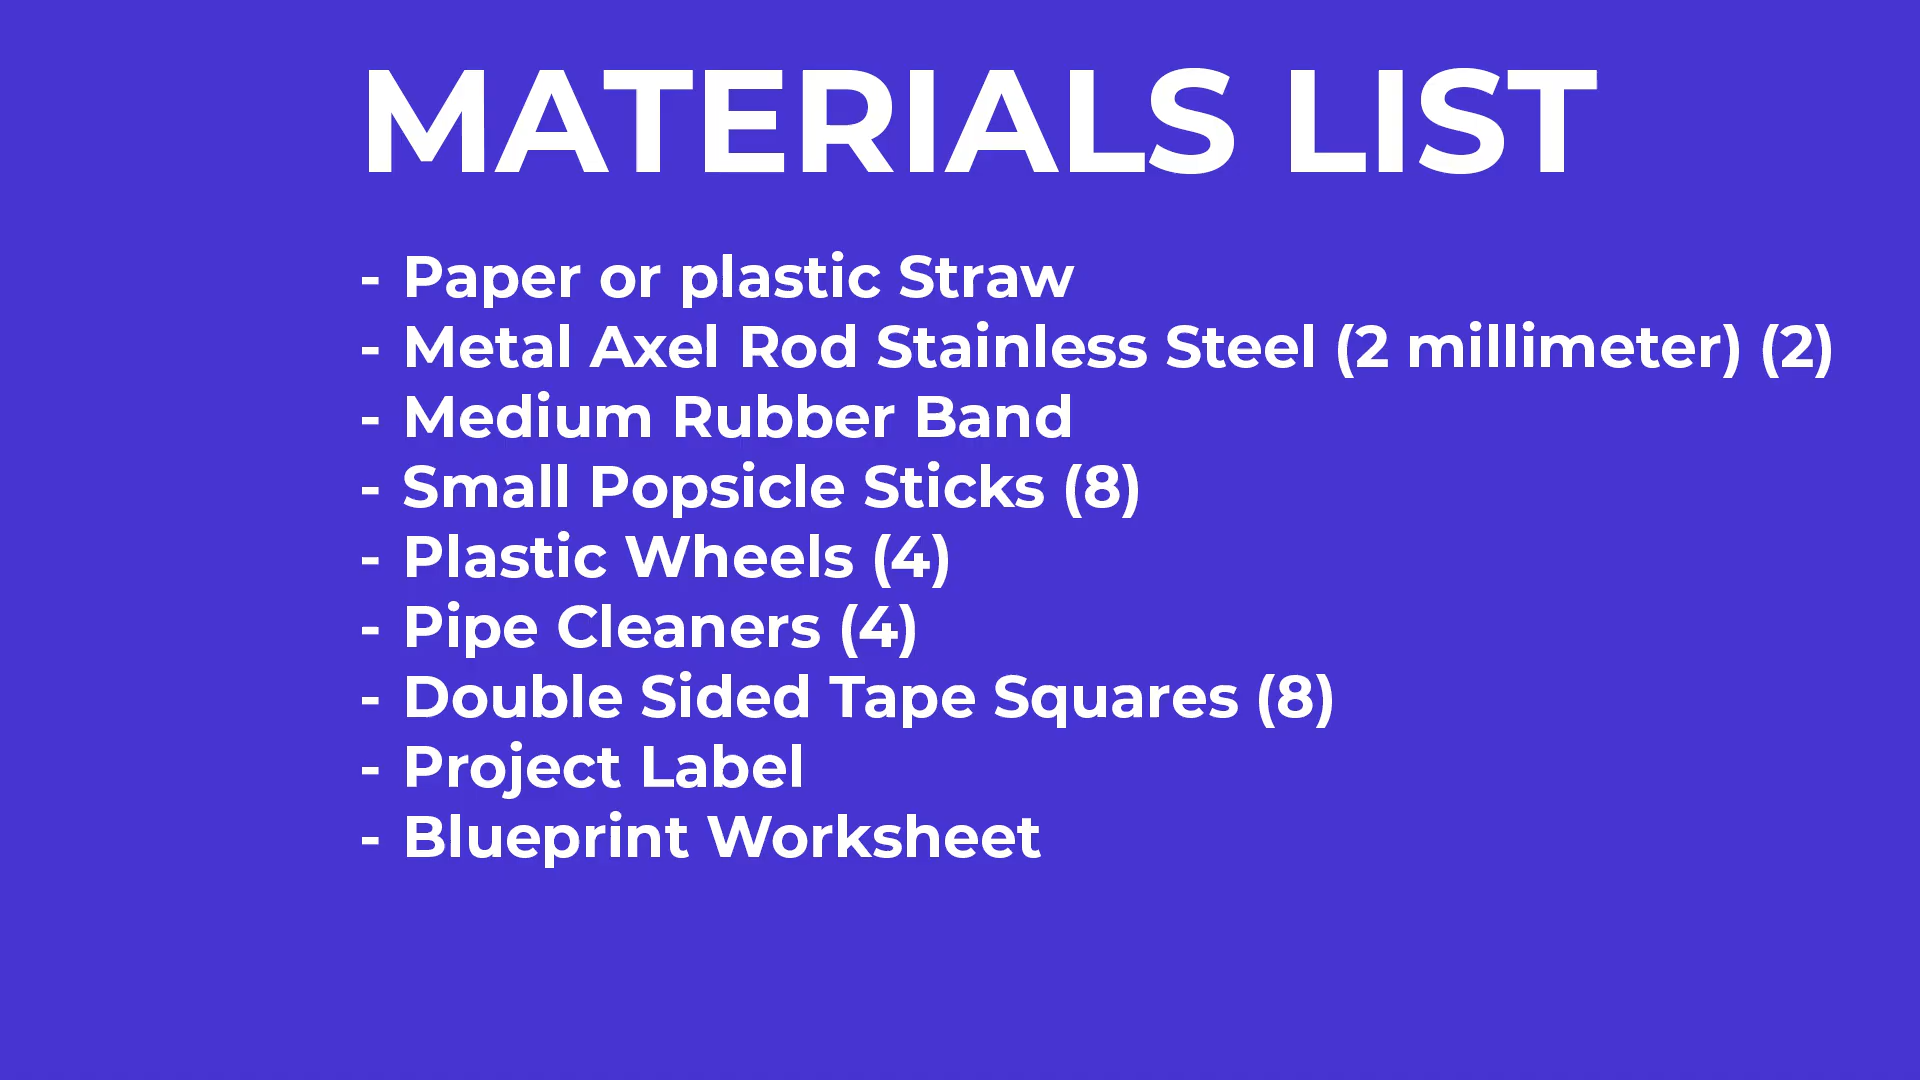 MATERIALS LIST
- Paper or plastic Straw
- Metal Axel Rod Stainless Steel (2 millimeter) (2)
- Medium Rubber Band
- Small Popsicle Sticks (8)
- Plastic Wheels (4)
- Pipe Cleaners (4)
- Double Sided Tape Squares (8)
- Project Label
- Blueprint Worksheet